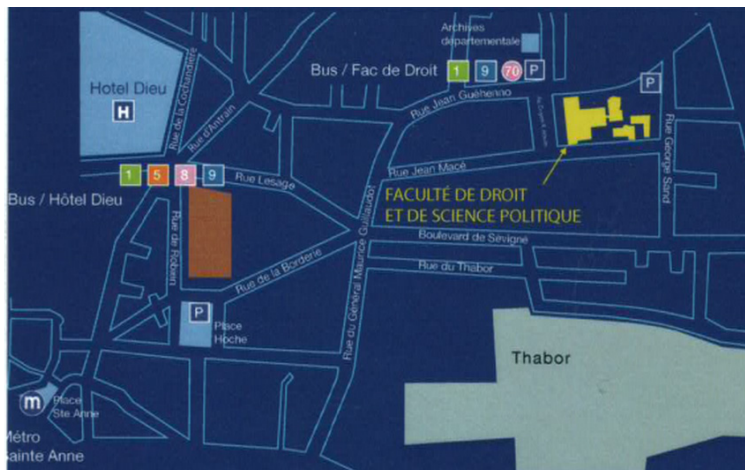 Archives
départementale
Bus / Fac de Droit
1
9
70
P
P
Hotel Dieu
H
Rue de la Cochardière
Rue d'Antrain
Rue Jean Guéhenno
Rue George Sand
1
5
8
9
Rue Lesage
Rue Jean Macé
Bus / Hôtel Dieu
FACULTÉ DE DROIT
ET DE SCIENCE POLITIQUE
Rue de Robien
Rue de la Borderie
Rue du Général Maurice Guillaudot
Boulevard de Sévigné
Rue du Thabor
P
Place
Hoche
Thabor
m
Place
Ste Anne
Métro
Sainte Anne